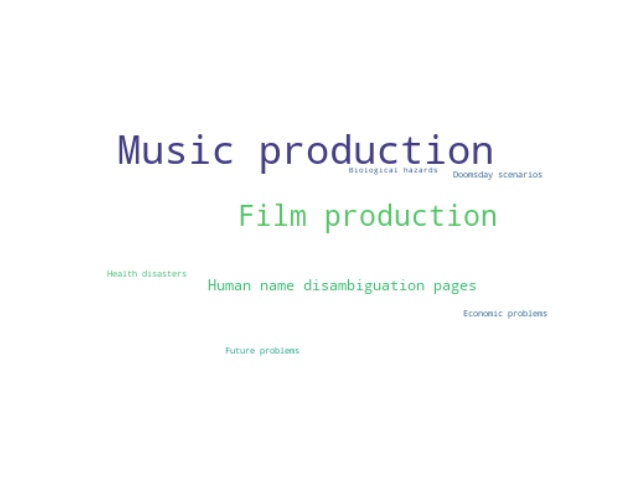 Music production
Biological hazards
Doomsday scenarios
Film production
Health disasters
Human name disambiguation pages
Economic problems
Future problems